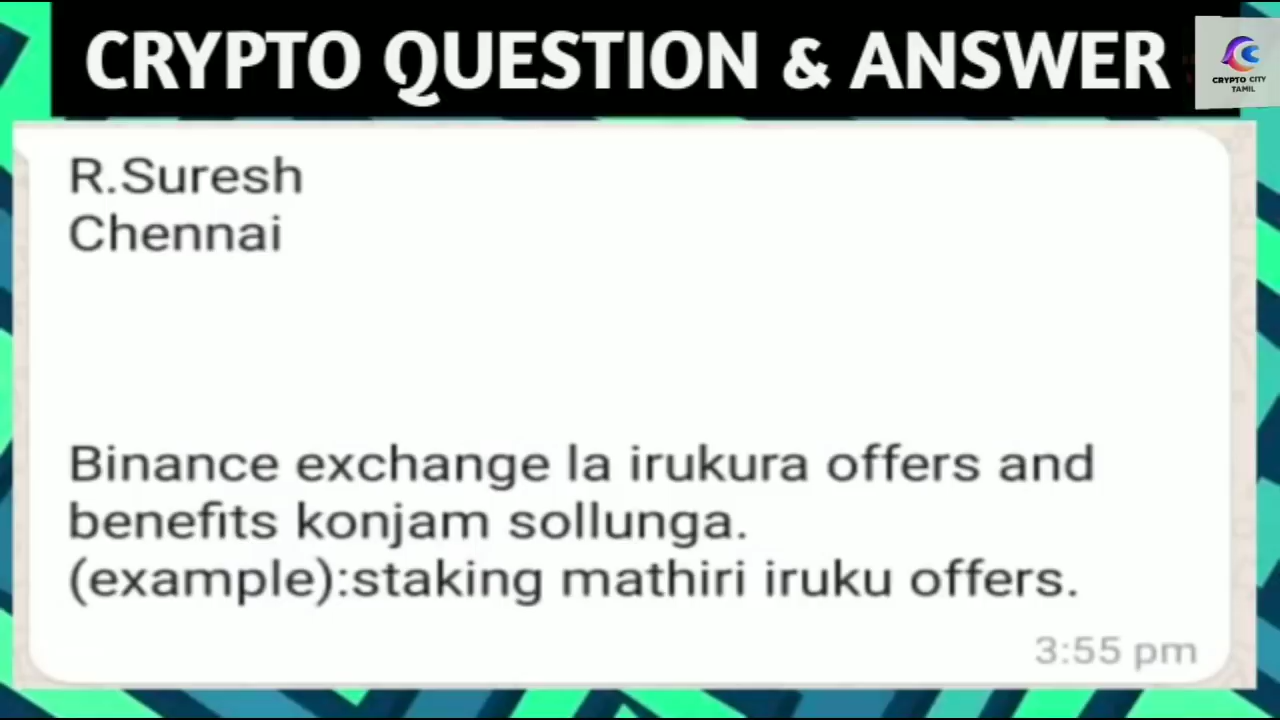 CRYPTO QUESTION & ANSWER
CRYPTO CITY
TAMIL
R.Suresh
Chennai
Binance exchange la irukura offers and
benefits konjam sollunga.
(example):staking mathiri iruku offers.
3:55 pm